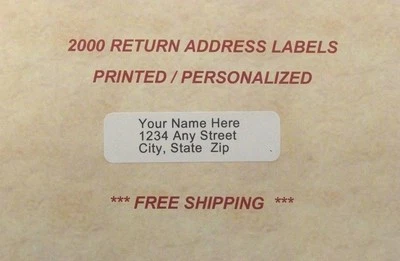 2000 RETURN ADDRESS LABELS
PRINTED / PERSONALIZED
Your Name Here
1234 Any Street
City, State  Zip
*** FREE SHIPPING  ***